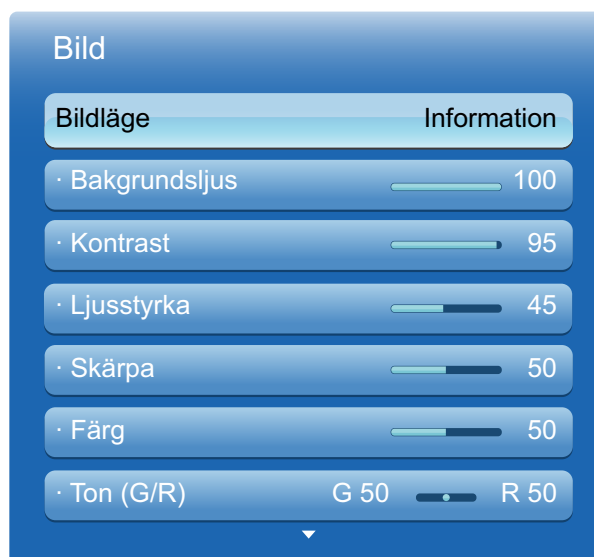 Bild
Bildläge Information
· Bakgrundsljus 100
· Kontrast 95
· Ljusstyrka 45
· Skärpa 50
· Färg 50
· Ton (G/R) G 50 R 50